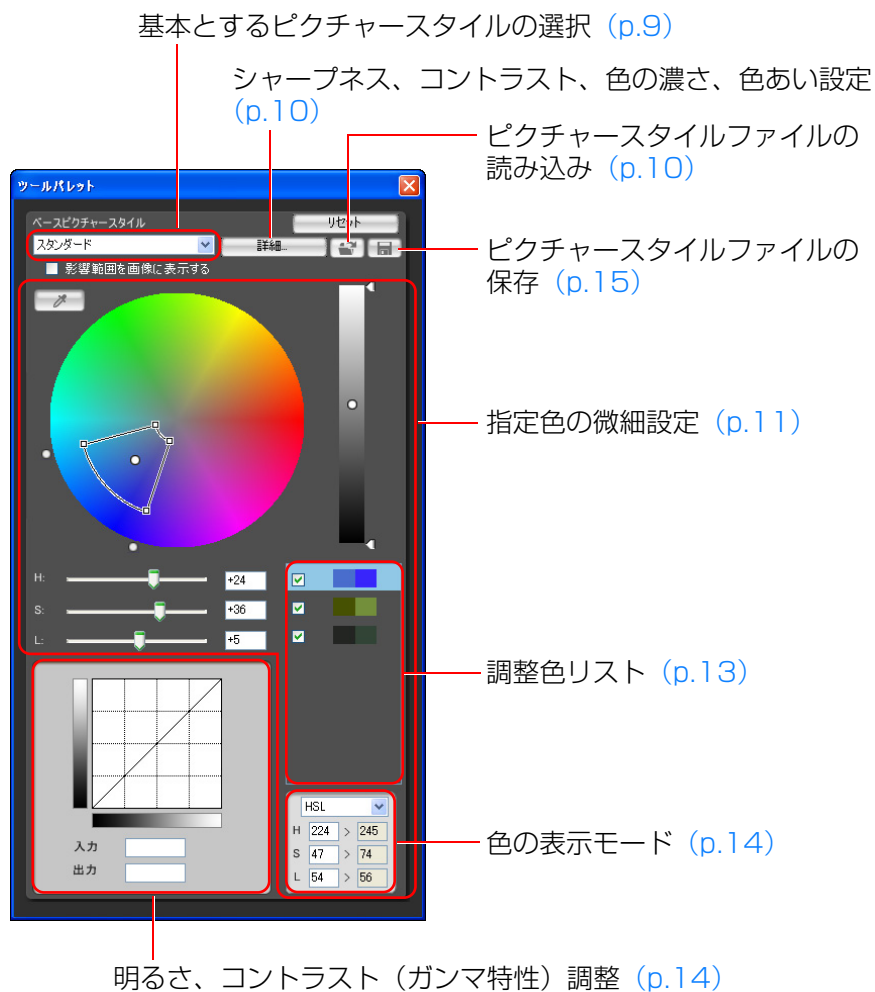 基本とするピクチャースタイルの選択（p.9）
シャープネス、コントラスト、色の濃さ、色あい設定
（p.10）
ピクチャースタイルファイルの
読み込み（p.10）
ツールパレット
ベースピクチャースタイル
リセット
スタンダード
詳細...
ピクチャースタイルファイルの
保存（p.15）
影響範囲を画像に表示する
指定色の微細設定（p.11）
H: +24
S: +36
L: +5
調整色リスト（p.13）
HSL
H 224 > 245
S 47 > 74
L 54 > 56
色の表示モード（p.14）
入力
出力
明るさ、コントラスト（ガンマ特性）調整（p.14）